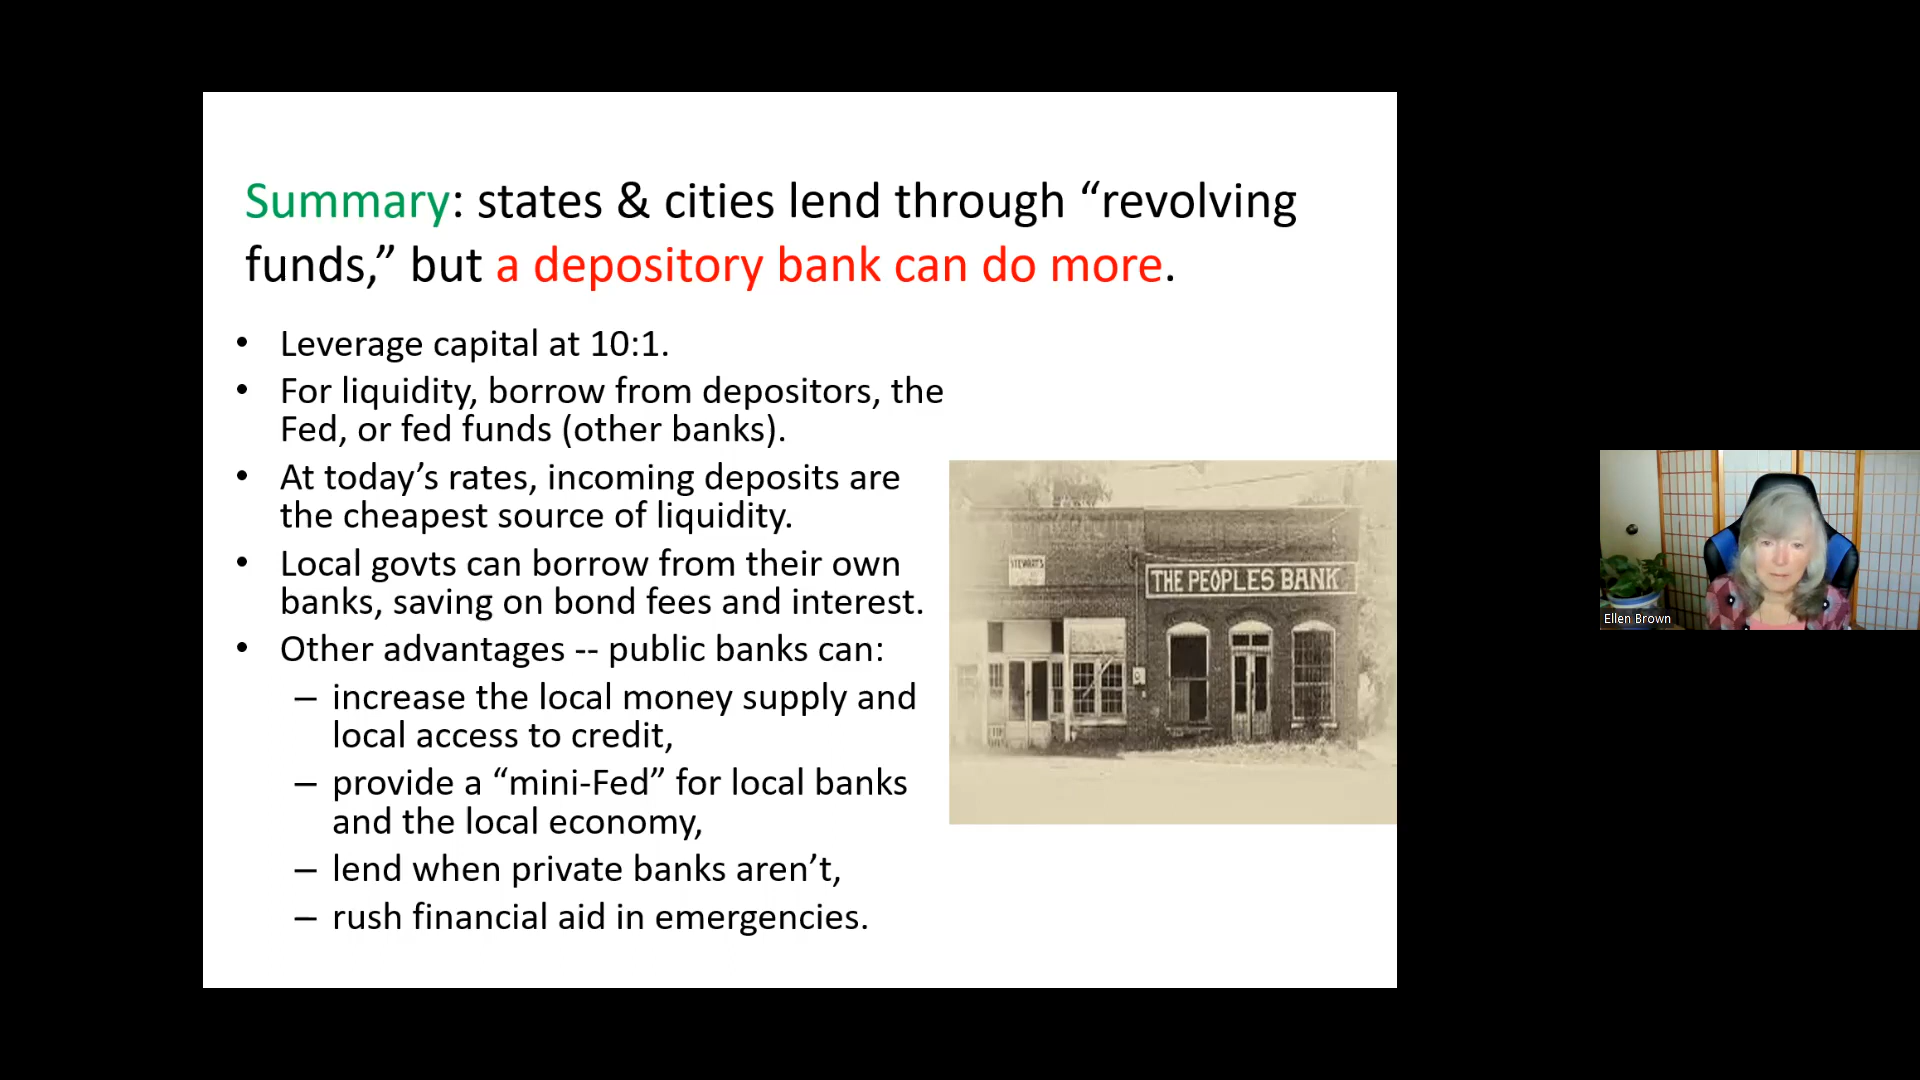 Summary: states & cities lend through “revolving
funds,” but a depository bank can do more.
• Leverage capital at 10:1.
• For liquidity, borrow from depositors, the
Fed, or fed funds (other banks).
• At today’s rates, incoming deposits are
the cheapest source of liquidity.
• Local govts can borrow from their own
banks, saving on bond fees and interest.
• Other advantages -- public banks can:
– increase the local money supply and
local access to credit,
– provide a “mini-Fed” for local banks
and the local economy,
– lend when private banks aren’t,
– rush financial aid in emergencies.
STEWART'S
THE PEOPLES BANK
Ellen Brown